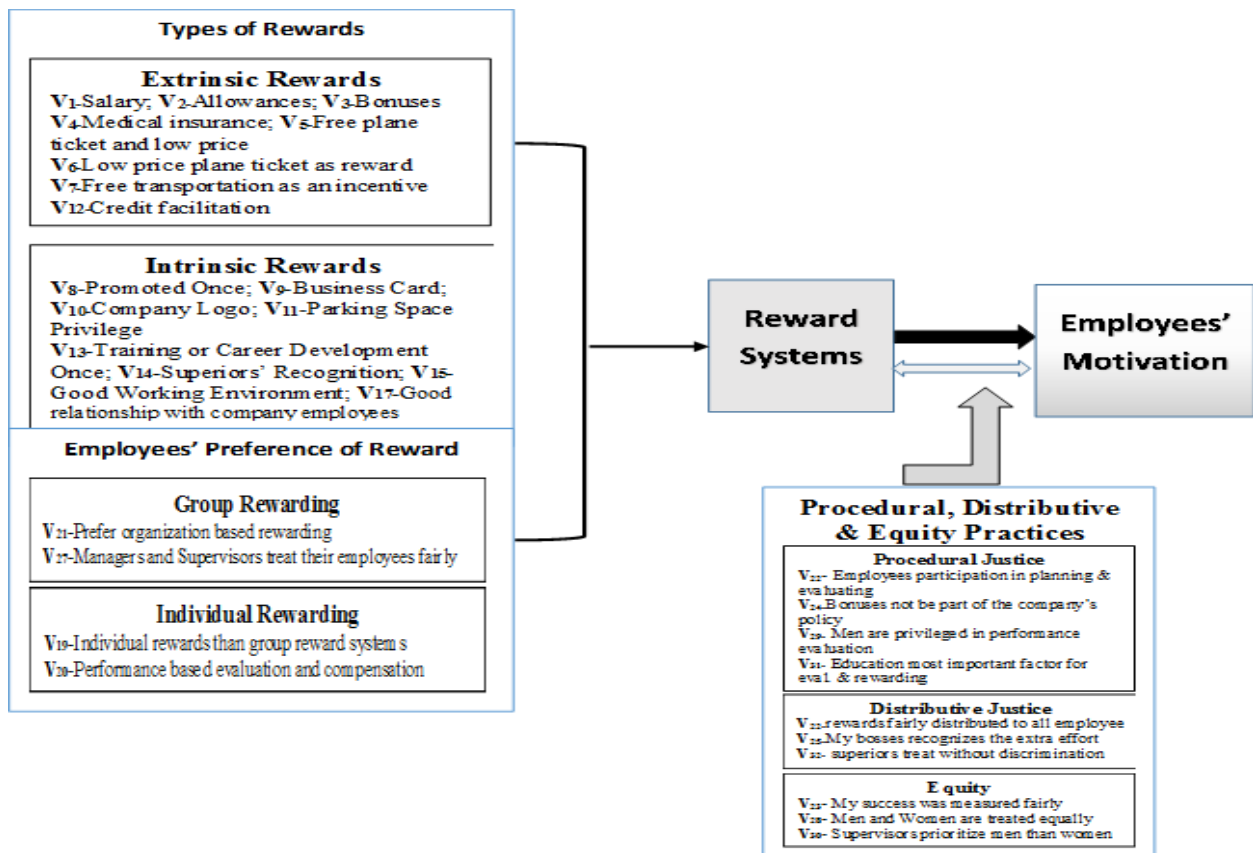 Types of Rewards
Extrinsic Rewards
V1-Salary; V2-Allowances; V3-Bonuses
V4-Medical insurance; V5-Free plane
ticket and low price
V6-Low price plane ticket as reward
V7-Free transportation as an incentive
V12-Credit facilitation
Intrinsic Rewards
V8-Promoted Once; V9-Business Card;
V10-Company Logo; V11-Parking Space
Privilege
V13-Training or Career Development
Once; V14-Superiors' Recognition; V15-
Good Working Environment; V17-Good
relationship with company employees
Employees' Preference of Reward
Group Rewarding
V21-Prefer organization based rewarding
V27-Managers and Supervisors treat their employees fairly
Individual Rewarding
V19-Individual rewards than group reward systems
V20-Performance based evaluation and compensation
Reward
Systems
Employees'
Motivation
Procedural, Distributive
& Equity Practices
Procedural Justice
Employees participation in planning &
evaluating
V24.Bonuses not be part of the company's
policy
V29- Men are privileged in performance
evaluation
V31- Education most important factor for
eval. & rewarding
Distributive Justice
rewards fairly distributed to all employee
My bosses recognizes the extra effort
V32- superiors treat without discrimination
Equity
My success was measured fairly
Men and Women are treated equally
V30- Supervisors prioritize men than women